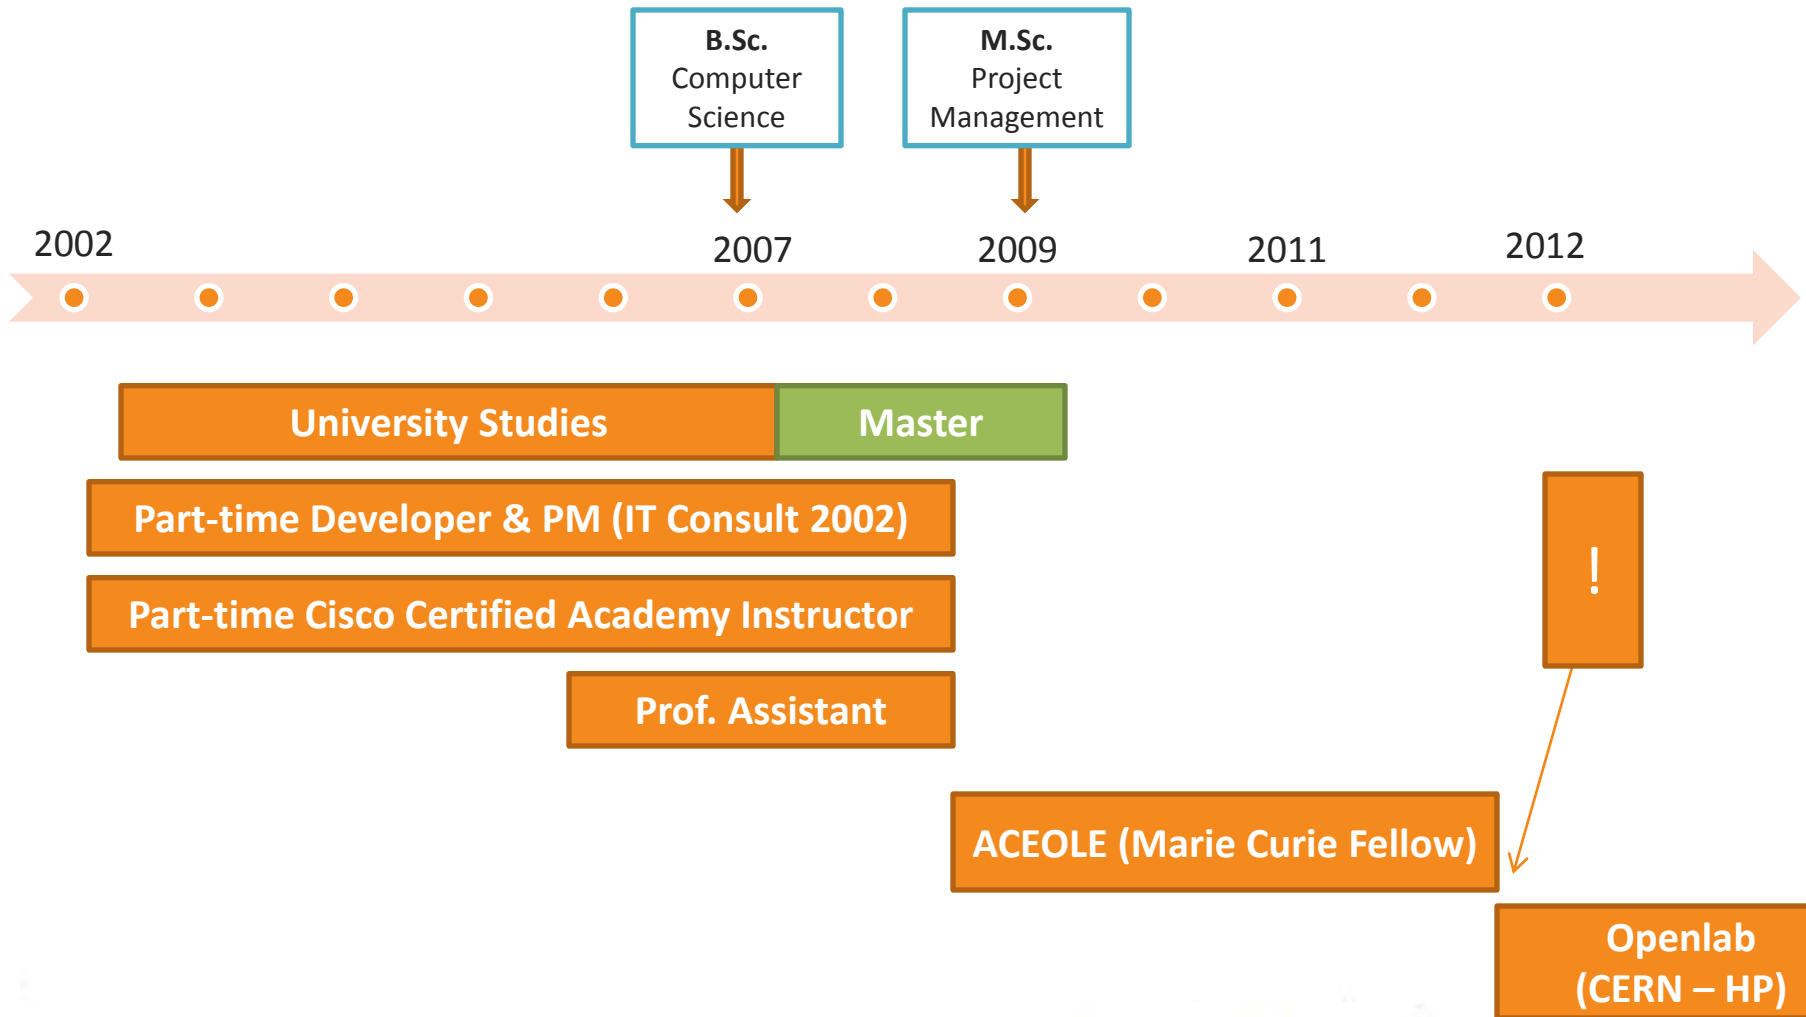 B.Sc.
Computer
Science
M.Sc.
Project
Management
2002
2007
2009
2011
2012
University Studies
Master
Part-time Developer & PM (IT Consult 2002)
!
Part-time Cisco Certified Academy Instructor
Prof. Assistant
ACEOLE (Marie Curie Fellow)
Openlab
(CERN – HP)